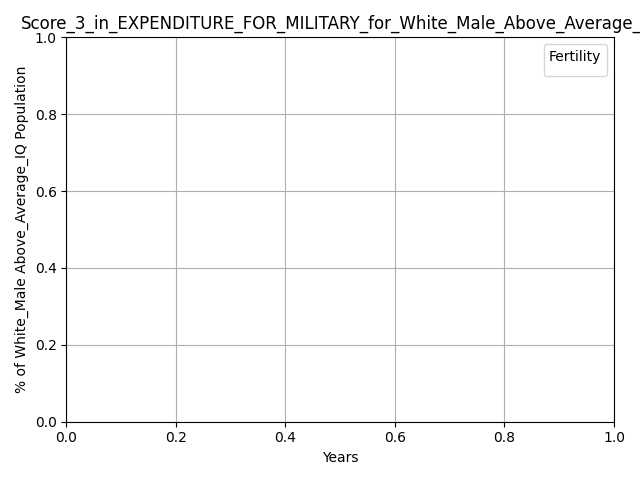 Score_3_in_EXPENDITURE_FOR_MILITARY_for_White_Male_Above_Average_
Fertility
% of White_Male Above_Average_IQ Population
1.0
0.8
0.6
0.4
0.2
0.0
0.0 0.2 0.4 0.6 0.8 1.0
Years